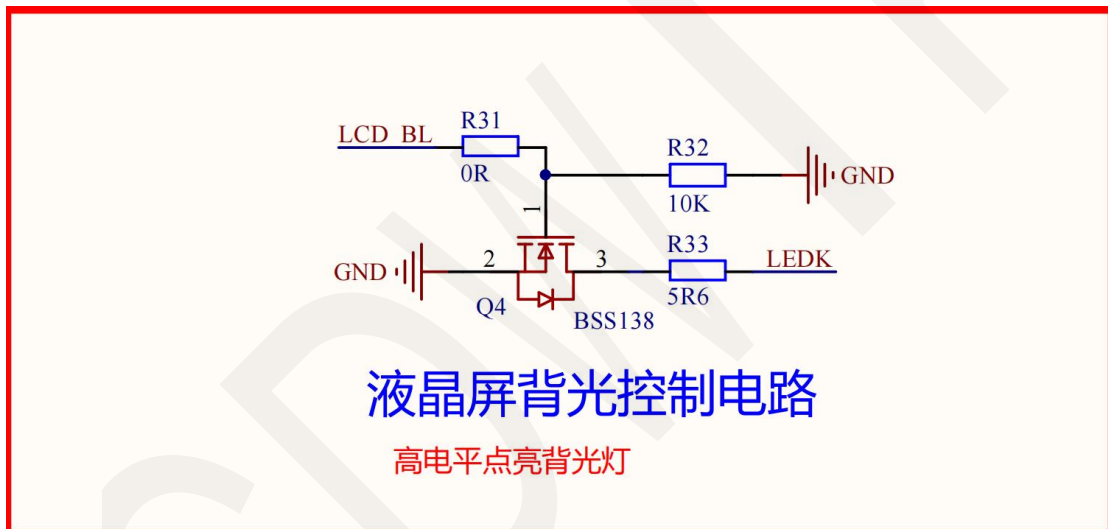 LCD_BL
R31
0R
R32
10K
GND
1
GND
2
3
R33
5R6
LEDK
Q4
BSS138
液晶屏背光控制电路
高电平点亮背光灯